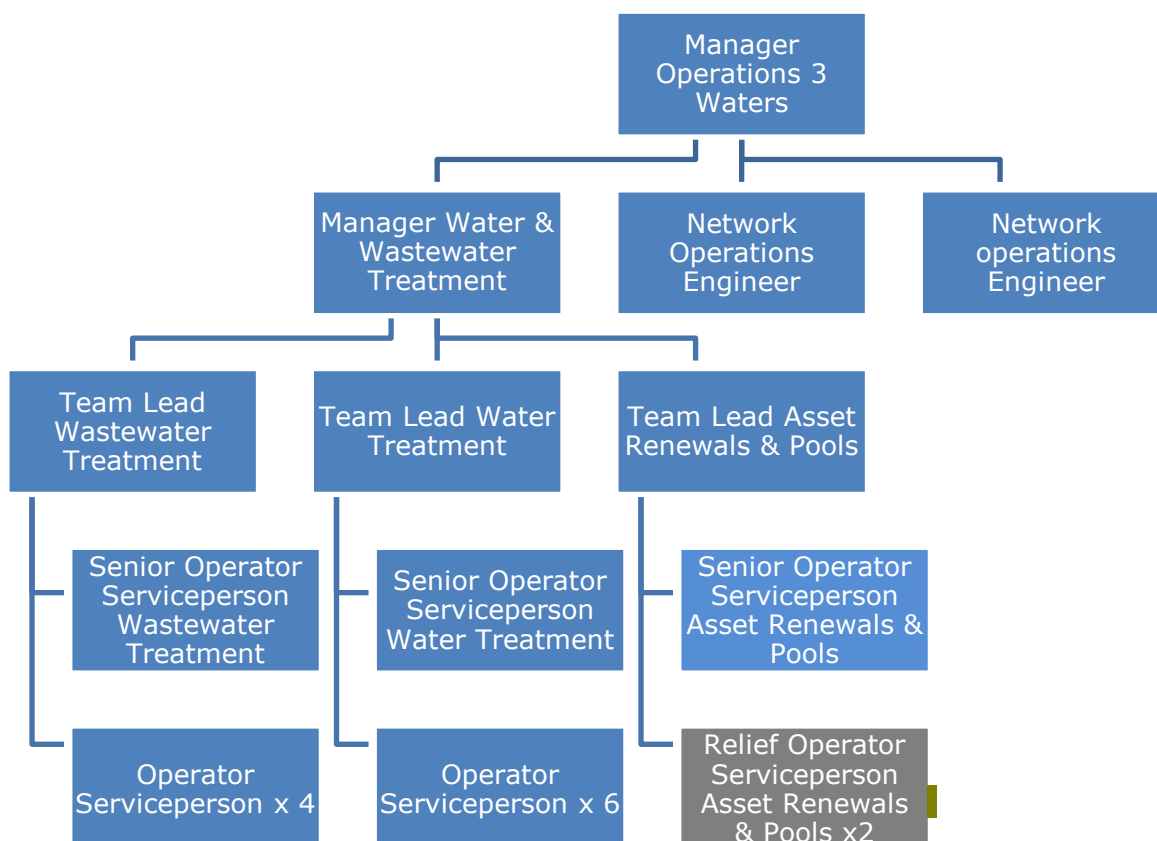 Manager
Operations 3
Waters
Manager Water &
Wastewater
Treatment
Network
Operations
Engineer
Network
operations
Engineer
Team Lead
Wastewater
Treatment
Team Lead Water
Treatment
Team Lead Asset
Renewals & Pools
Senior Operator
Serviceperson
Wastewater
Treatment
Senior Operator
Serviceperson
Water Treatment
Senior Operator
Serviceperson
Asset Renewals &
Pools
Operator
Serviceperson x 4
Operator
Serviceperson x 6
Relief Operator
Serviceperson
Asset Renewals
& Pools x2